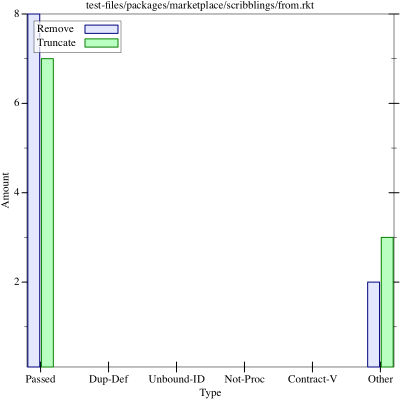 test-files/packages/marketplace/scribblings/from.rkt
Remove
Truncate
8
6
4
2
Amount
Passed Dup-Def Unbound-ID Not-Proc Contract-V Other
Type